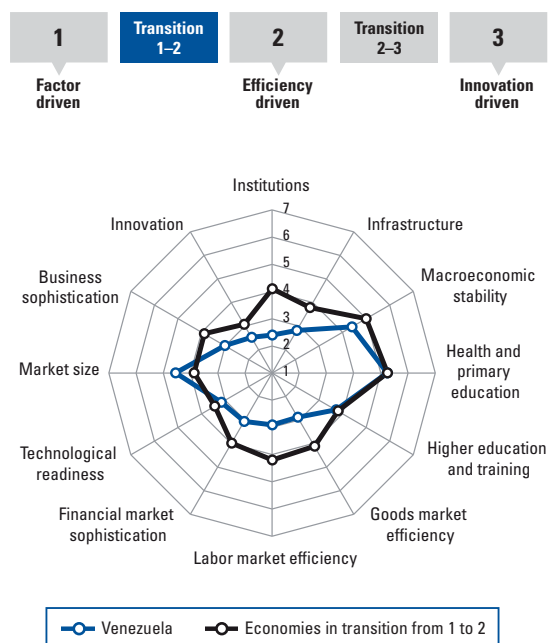 1
Transition
1–2
2
Transition
2–3
3
Factor
driven
Efficiency
driven
Innovation
driven
Institutions
7
Innovation
Infrastructure
6
5
Business
sophistication
Macroeconomic
stability
4
3
2
Market size
1
Health and
primary
education
Technological
readiness
Higher education
and training
Financial market
sophistication
Goods market
efficiency
Labor market efficiency
Venezuela
Economies in transition from 1 to 2